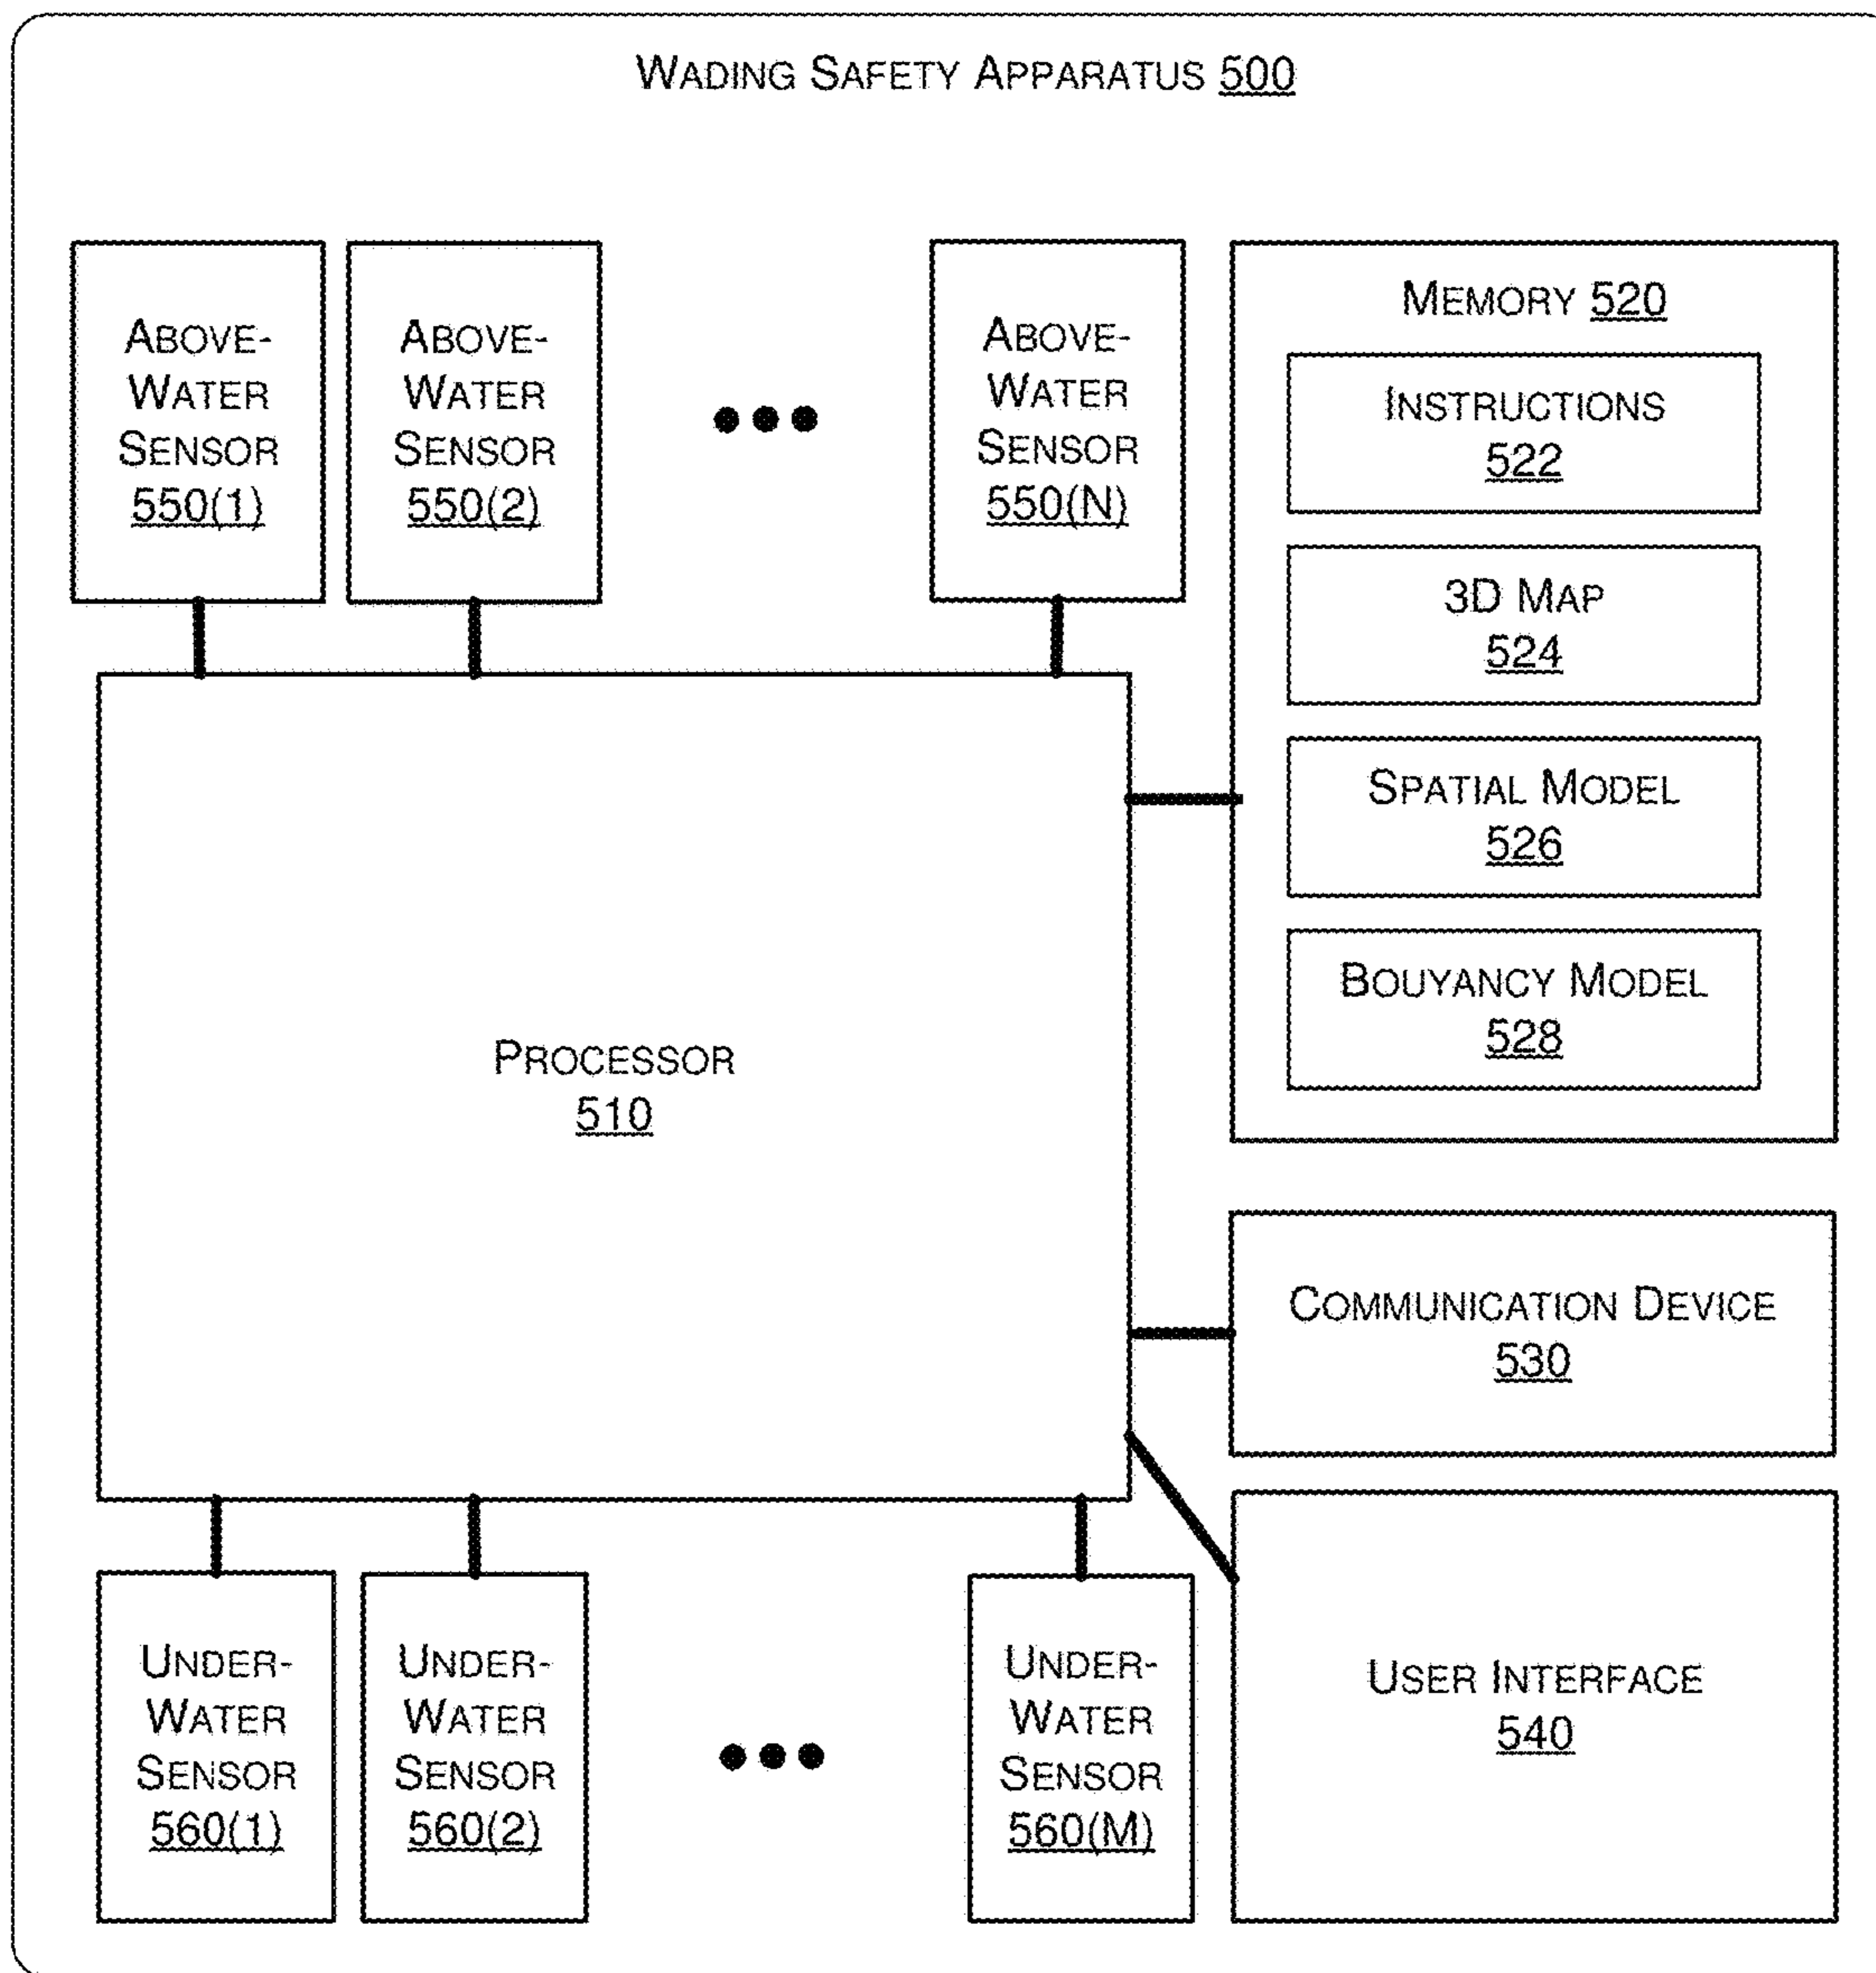 WADING SAFETY APPARATUS 500
ABOVE-
WATER
SENSOR
550(1)
ABOVE-
WATER
SENSOR
550(2)
ABOVE-
WATER
SENSOR
550(N)
MEMORY 520
INSTRUCTIONS
522
3D MAP
524
SPATIAL MODEL
526
BOUYANCY MODEL
528
PROCESSOR
510
COMMUNICATION DEVICE
530
UNDER-
WATER
SENSOR
560(1)
UNDER-
WATER
SENSOR
560(2)
UNDER-
WATER
SENSOR
560(M)
USER INTERFACE
540